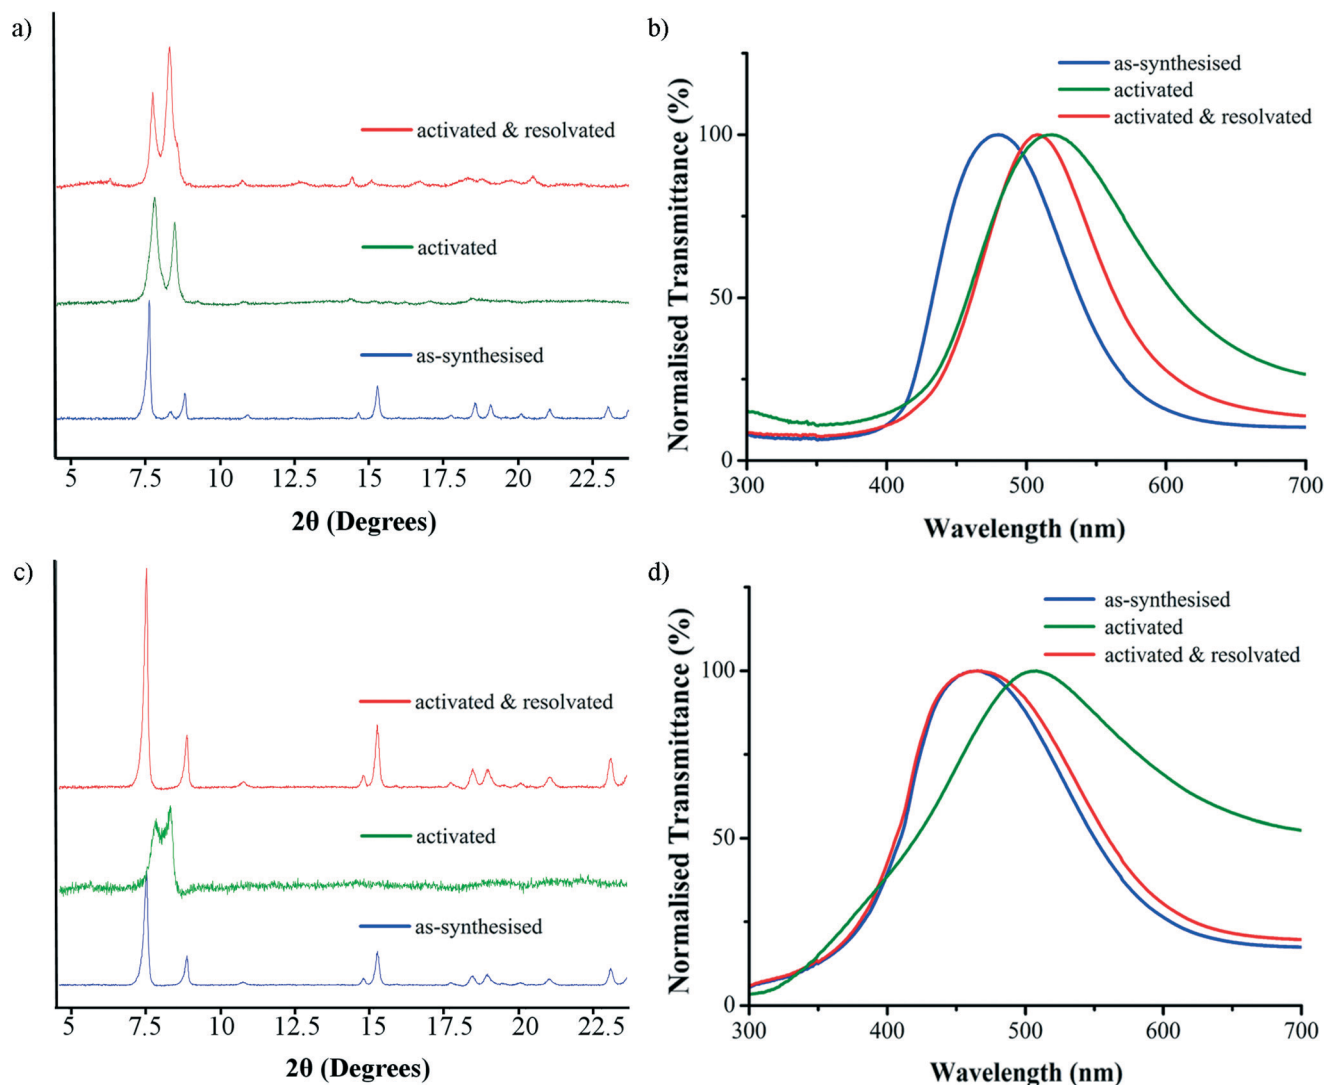 a)
activated & resolvated
activated
as-synthesised
5 7.5 10 12.5 15 17.5 20 22.5
2θ (Degrees)
b)
as-synthesised
activated
activated & resolvated
Normalised Transmittance (%)
100
50
0
300 400 500 600 700
Wavelength (nm)
c)
activated & resolvated
activated
as-synthesised
5 7.5 10 12.5 15 17.5 20 22.5
2θ (Degrees)
d)
as-synthesised
activated
activated & resolvated
Normalised Transmittance (%)
100
50
0
300 400 500 600 700
Wavelength (nm)